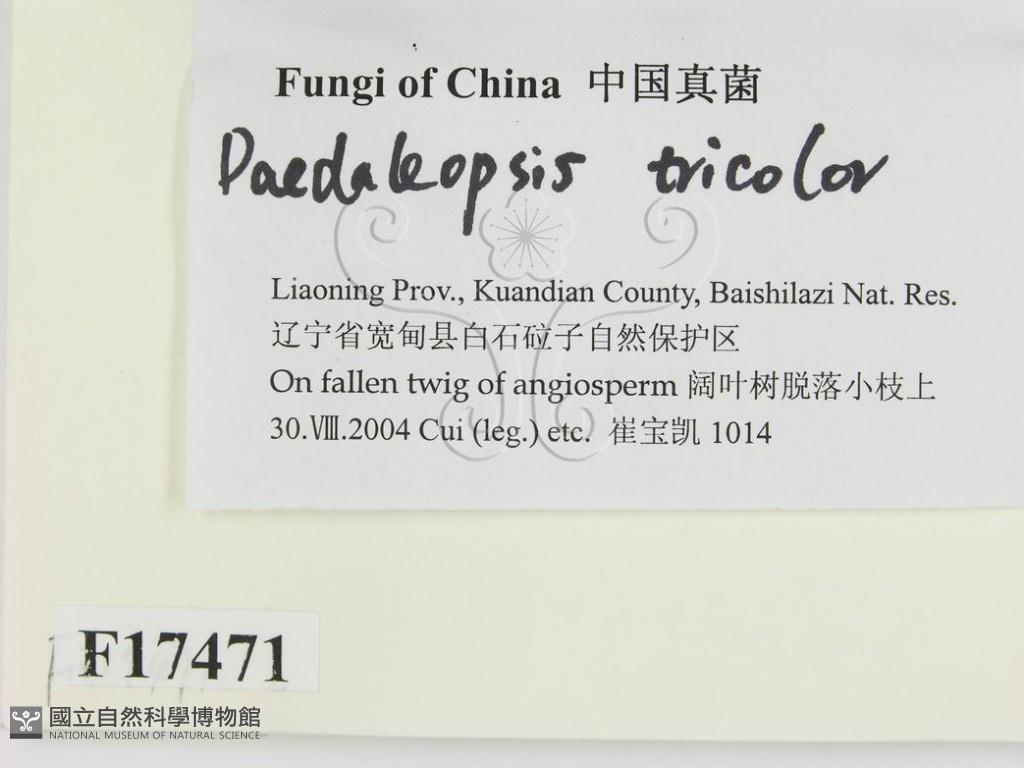 Fungi of China 中国真菌
Daedaleopsis tricolor
Liaoning Prov., Kuandian County, Baishilazi Nat. Res.
辽宁省宽甸县白石砬子自然保护区
On fallen twig of angiosperm 阔叶树脱落小枝上
30.Ⅷ.2004 Cui (leg.) etc. 崔宝凯 1014
F17471
國立自然科學博物館
NATIONAL MUSEUM OF NATURAL SCIENCE